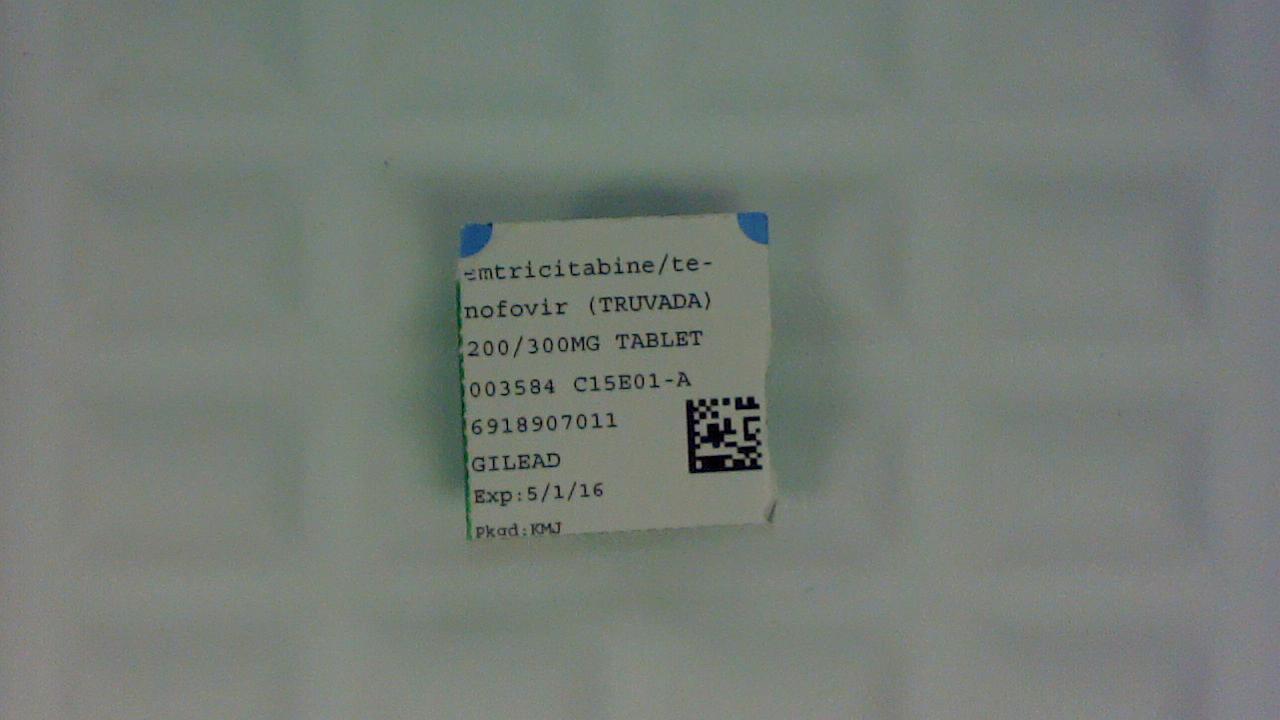 emtricitabine/te-
nofovir (TRUVADA)
200/300MG TABLET
003584 C15E01-A
6918907011
GILEAD
Exp:5/1/16
Pkgd:KMJ